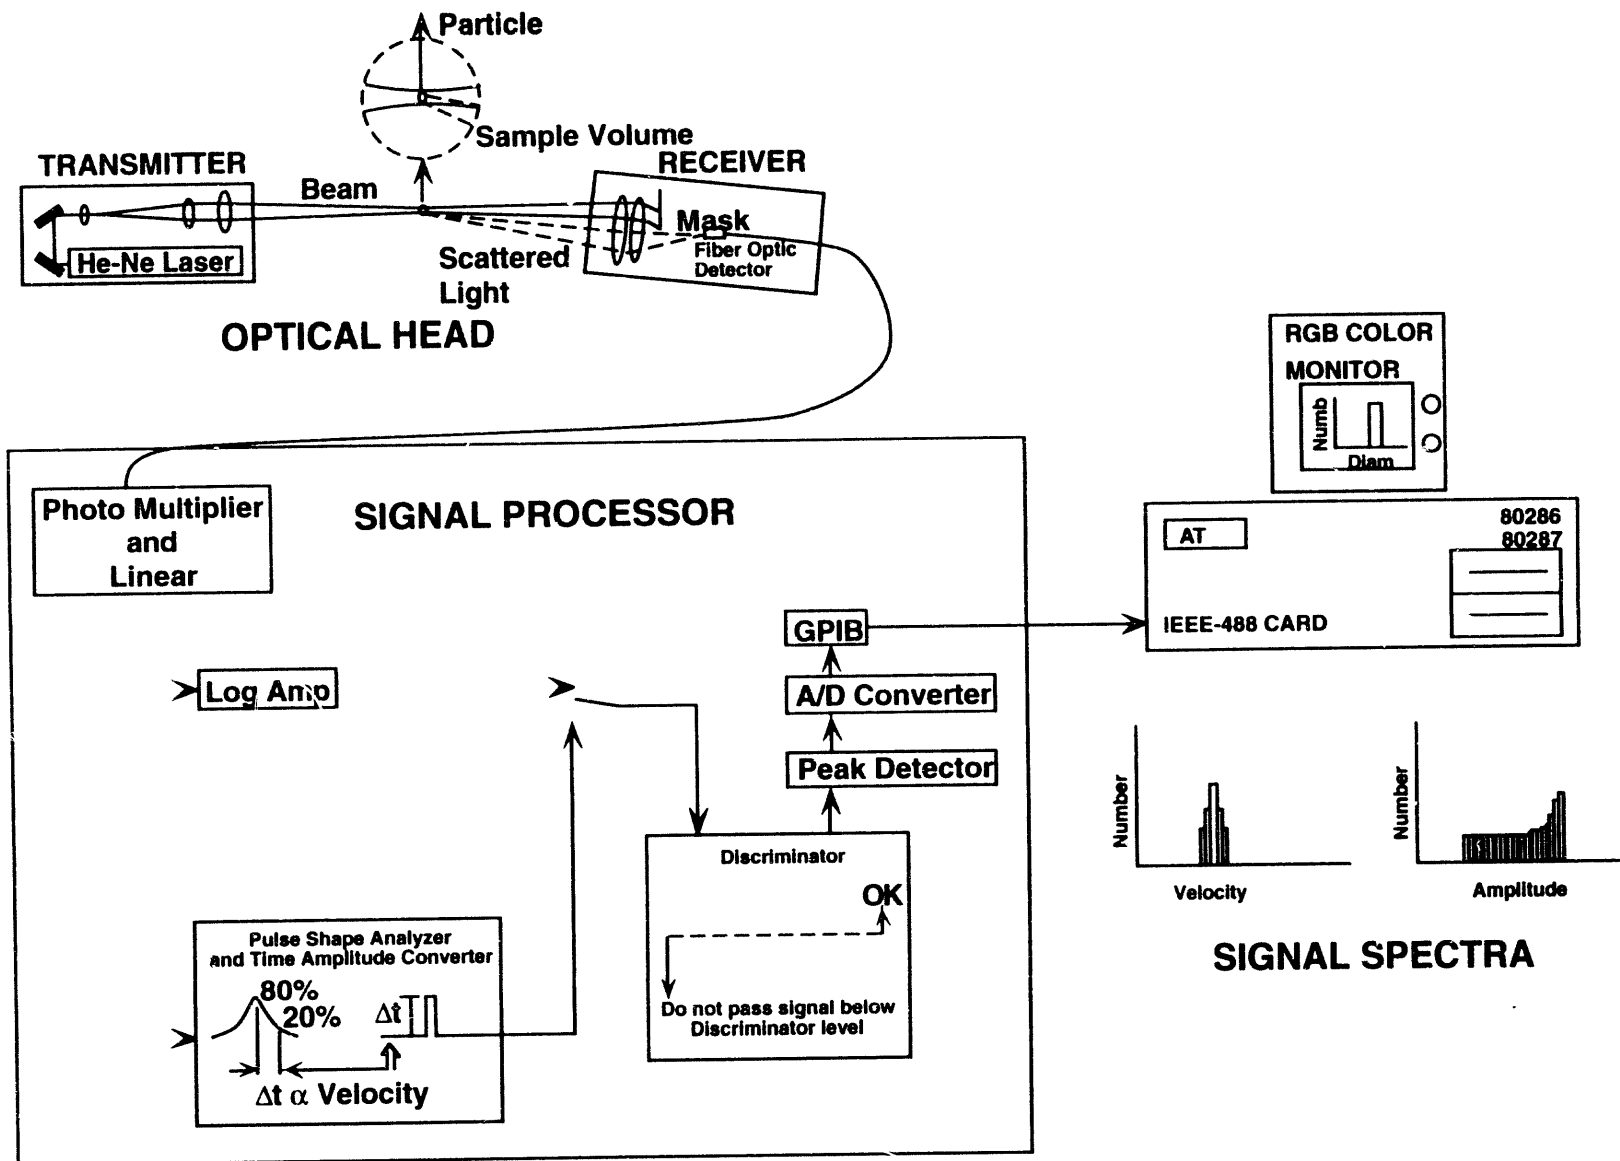 Particle
Sample Volume
TRANSMITTER
Beam
RECEIVER
Mask
Fiber Optic
Detector
He-Ne Laser
Scattered
Light
OPTICAL HEAD
RGB COLOR
MONITOR
Numb
Diam
Photo Multiplier
and
Linear
SIGNAL PROCESSOR
AT
80286
80287
IEEE-488 CARD
GPIB
Log Amp
A/D Converter
Peak Detector
Discriminator
OK
Do not pass signal below
Discriminator level
Pulse Shape Analyzer
and Time Amplitude Converter
80%
20%
Δt
Δt α Velocity
Number
Velocity
Number
Amplitude
SIGNAL SPECTRA